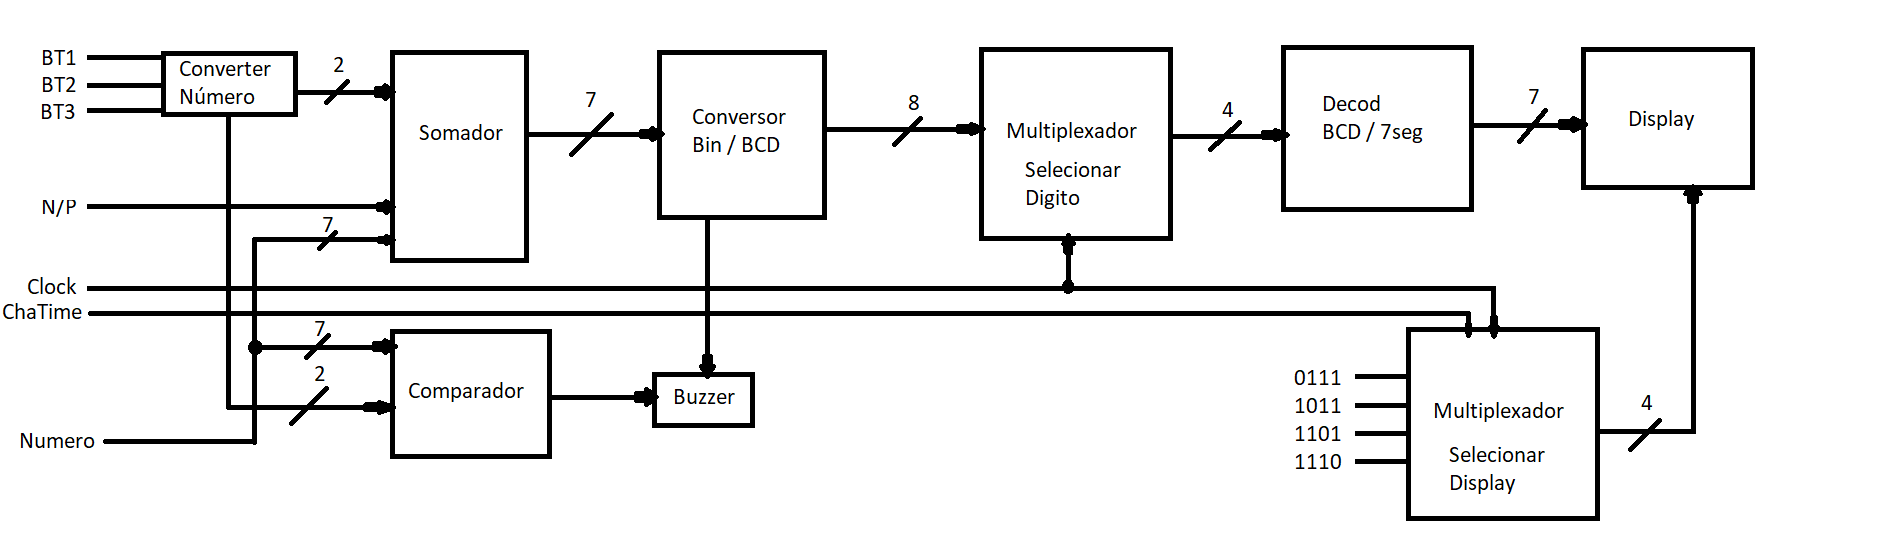 BT1
BT2
BT3
Converter
Número
2
N/P
7
Somador
7
Conversor
Bin / BCD
8
Multiplexador
Selecionar
Digito
4
Decod
BCD / 7seg
7
Display
Clock
ChaTime
7
2
Numero
Comparador
Buzzer
0111
1011
1101
1110
Multiplexador
Selecionar
Display
4